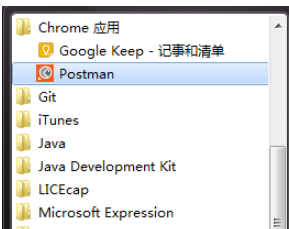 Chrome 应用
Google Keep - 记事和清单
Postman
Git
iTunes
Java
Java Development Kit
LICEcap
Microsoft Expression